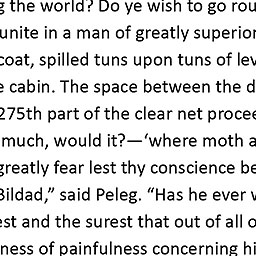 g the world? Do ye wish to go rou
unite in a man of greatly superior
coat, spilled tuns upon tuns of lev
e cabin. The space between the d
275th part of the clear net procee
much, would it?—‘where moth a
greatly fear lest thy conscience be
Bildad,” said Peleg. “Has he ever w
est and the surest that out of all o
ness of painfulness concerning hi